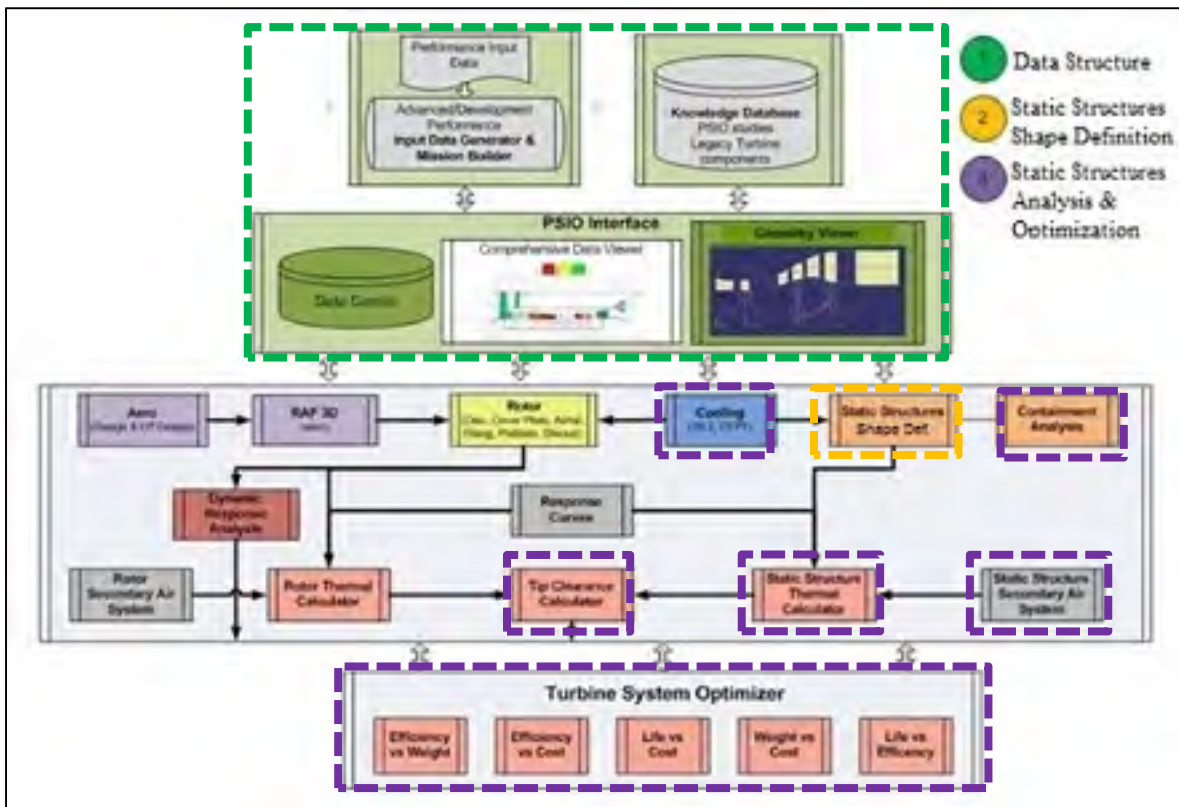 Performance Input
Data
Advanced/Development
Performance
Input Data Generator &
Mission Builder
Knowledge Database
PSIO studies
Legacy Turbine
components
1 Data Structure
2 Static Structures
Shape Definition
Static Structures
Analysis &
Optimization
PSIO Interface
Comprehensive Data Viewer
Geometry Viewer
Data Centre
Aero
RAF 3D
Rotor
Cooling
Static Structures
Shape Def.
Containment
Analysis
Dynamic
Response
Analysis
Response
Curves
Rotor
Secondary Air
System
Rotor Thermal
Calculator
Tip Clearance
Calculator
Static Structure
Thermal
Calculator
Static Structure
Secondary Air
System
Turbine System Optimizer
Efficiency
vs Weight
Efficiency
vs Cost
Life vs
Cost
Weight vs
Cost
Life vs
Efficency